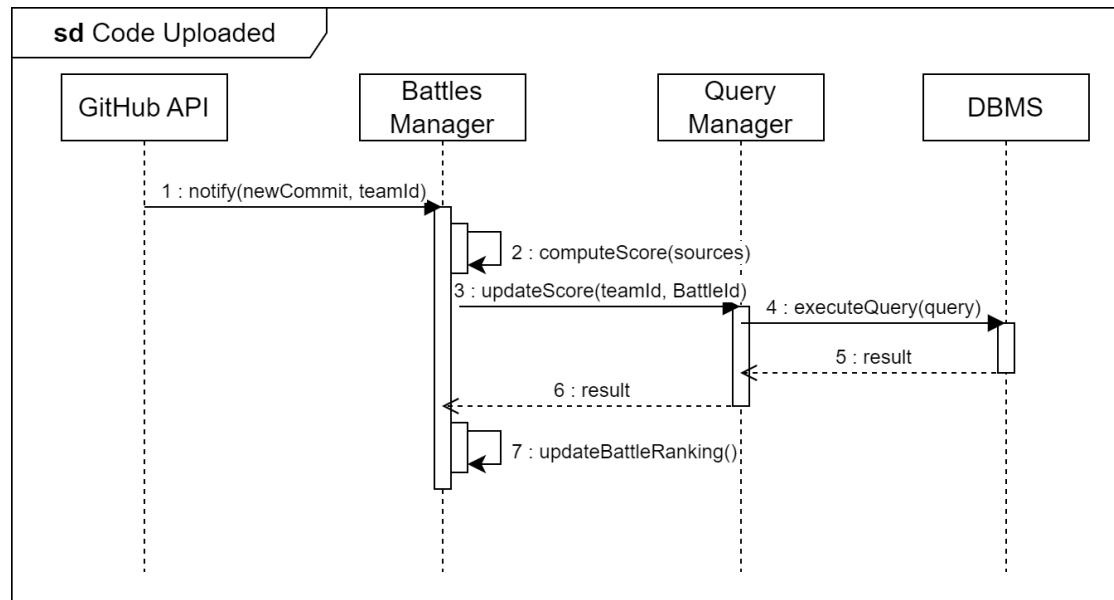 sd Code Uploaded
GitHub API
Battles
Manager
Query
Manager
DBMS
1 : notify(newCommit, teamId)
2 : computeScore(sources)
3 : updateScore(teamId, BattleId)
4 : executeQuery(query)
5 : result
6 : result
7 : updateBattleRanking()